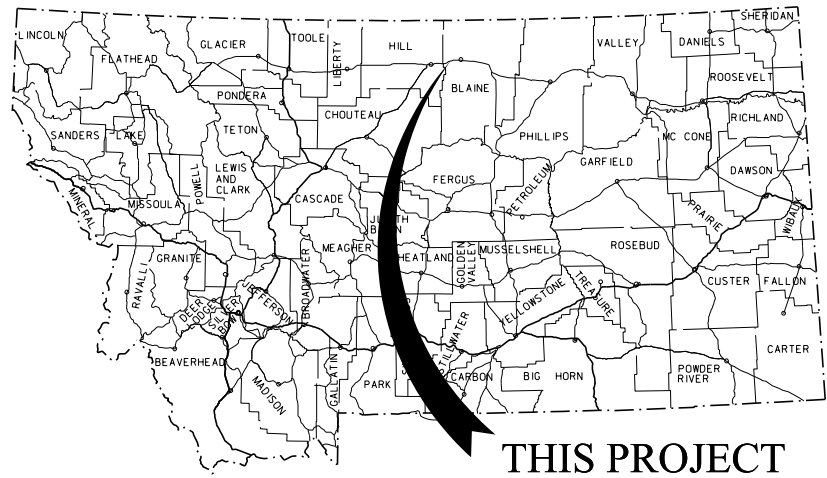 LINCOLN
FLATHEAD
GLACIER
TOOLE
LIBERTY
HILL
BLAINE
VALLEY
DANIELS
SHERIDAN
ROOSEVELT
PONDERA
CHOUTEAU
TETON
PHILLIPS
MC CONE
RICHLAND
SANDERS
LAKE
MISSOULA
POWELL
LEWIS
AND
CLARK
CASCADE
FERGUS
PETROLEUM
GARFIELD
DAWSON
PRAIRIE
WIBAUX
MINERAL
MEAGHER
GOLDEN
VALLEY
MUSSELSHELL
ROSEBUD
CUSTER
FALLON
RAVALLI
GRANITE
DEER
LODGE
SILVER
BOW
JEFFERSON
BROADWATER
YELLOWSTONE
TREASURE
BEAVERHEAD
MADISON
GALLATIN
PARK
STILLWATER
CARBON
BIG HORN
POWDER
RIVER
CARTER
THIS PROJECT